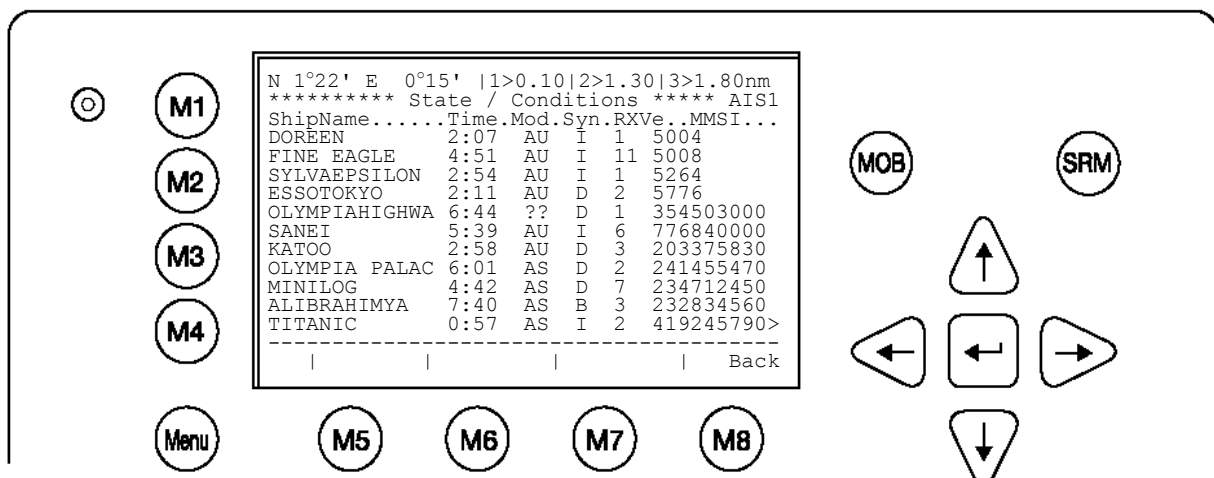 N 1°22' E  0°15' |1>0.10|2>1.30|3>1.80nm
********** State / Conditions ***** AIS1
ShipName......Time.Mod.Syn.RXVe..MMSI...
DOREEN        2:07  AU  I  1  5004
FINE EAGLE    4:51  AU  I  11 5008
SYLVAEPSILON  2:54  AU  I  1  5264
ESSOTOKYO     2:11  AU  D  2  5776
OLYMPIAHIGHWA 6:44  ??  D  1  354503000
SANEI         5:39  AU  I  6  776840000
KATOO         2:58  AU  D  3  203375830
OLYMPIA PALAC 6:01  AS  D  2  241455470
MINILOG       4:42  AS  D  7  234712450
ALIBRAHIMYA   7:40  AS  B  3  232834560
TITANIC       0:57  AS  I  2  419245790>
----------------------------------------
| | | | Back
M1
M2
M3
M4
Menu
M5
M6
M7
M8
MOB
SRM